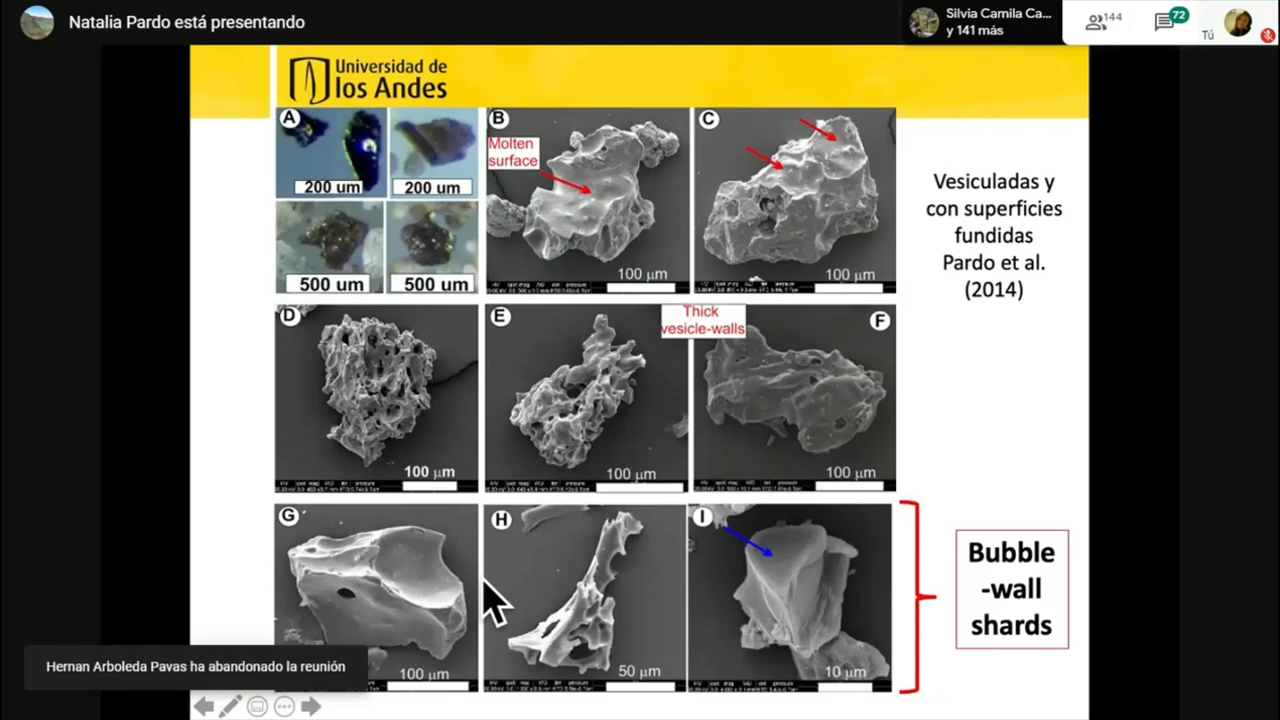 Natalia Pardo está presentando
Silvia Camila Ca...
y 141 más
144
72
Tú
Universidad de
los Andes
A
200 um
200 um
500 um
500 um
B
Molten
surface
100 µm
C
100 µm
Vesiculadas y
con superficies
fundidas
Pardo et al.
(2014)
D
100 µm
E
100 µm
Thick
vesicle-walls
F
100 µm
G
100 µm
H
50 µm
I
10 µm
Bubble
-wall
shards
Hernan Arboleda Pavas ha abandonado la reunión